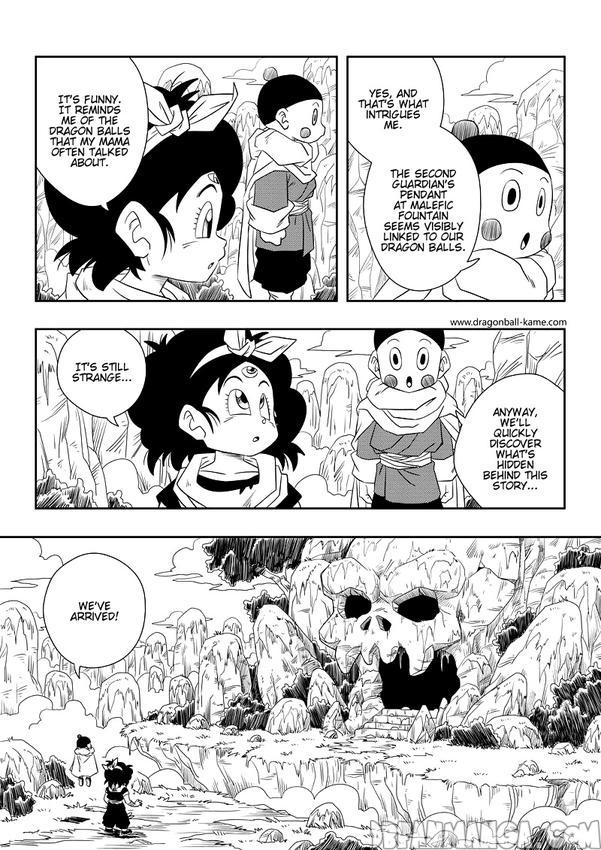 IT'S FUNNY.
IT REMINDS
ME OF THE
DRAGON BALLS
THAT MY MAMA
OFTEN TALKED
ABOUT.
YES, AND
THAT'S WHAT
INTRIGUES
ME.
THE SECOND
GUARDIAN'S
PENDANT
AT MALEFIC
FOUNTAIN
SEEMS VISIBLY
LINKED TO OUR
DRAGON BALLS.
www.dragonball-kame.com
IT'S STILL
STRANGE...
ANYWAY,
WE'LL
QUICKLY
DISCOVER
WHAT'S
HIDDEN
BEHIND THIS
STORY...
WE'VE
ARRIVED!